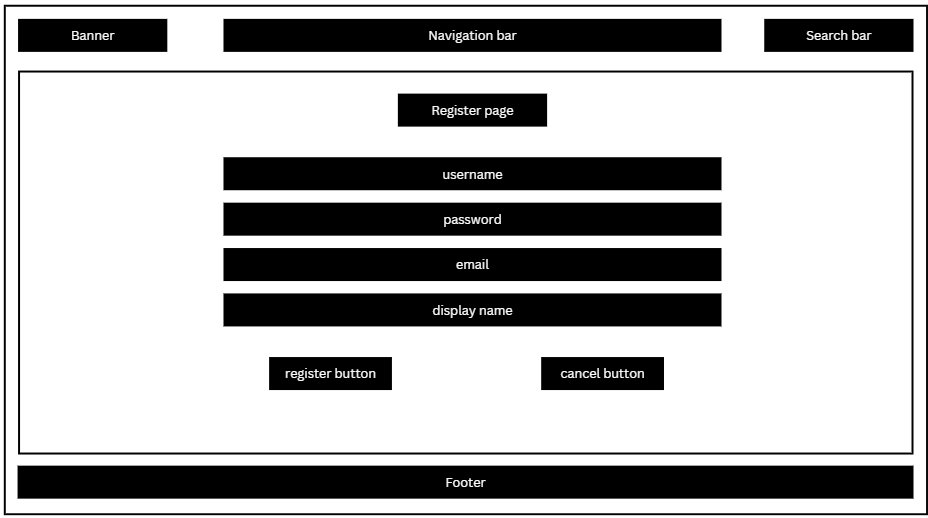 Banner
Navigation bar
Search bar
Register page
username
password
email
display name
register button
cancel button
Footer